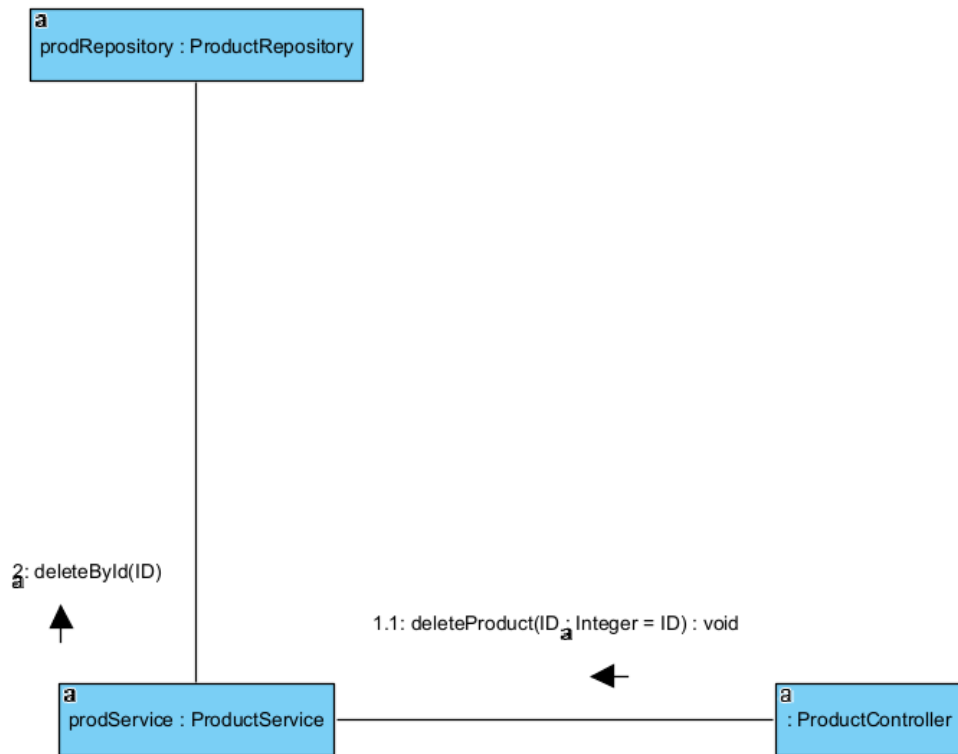 a
prodRepository : ProductRepository
2: deleteById(ID)
a
1.1: deleteProduct(ID : Integer = ID) : void
a
a
prodService : ProductService
a
: ProductController